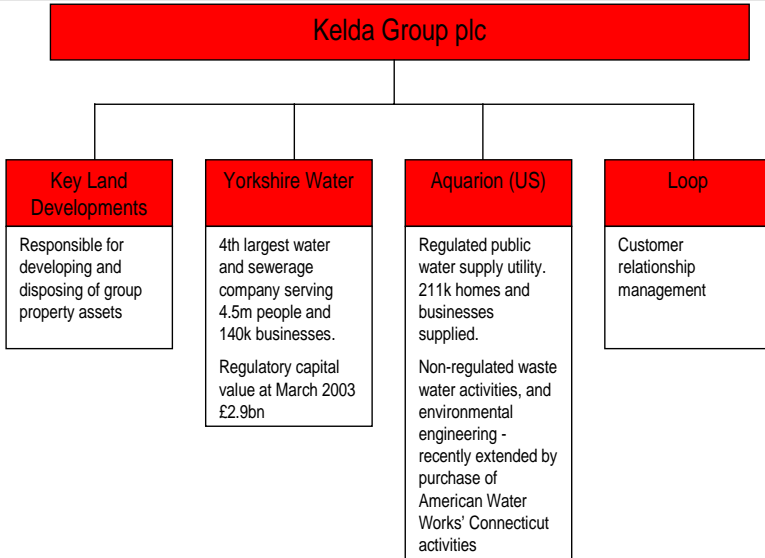 Kelda Group plc
Key Land
Developments
Responsible for
developing and
disposing of group
property assets
Yorkshire Water
4th largest water
and sewerage
company serving
4.5m people and
140k businesses.
Regulatory capital
value at March 2003
£2.9bn
Aquarion (US)
Regulated public
water supply utility.
211k homes and
businesses
supplied.
Non-regulated waste
water activities, and
environmental
engineering -
recently extended by
purchase of
American Water
Works' Connecticut
activities
Loop
Customer
relationship
management